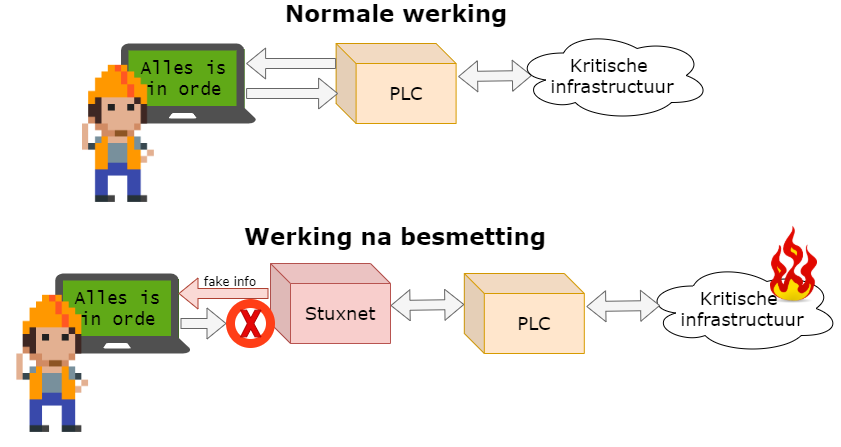 Normale werking
Alles is
in orde
PLC
Kritische
infrastructuur
Werking na besmetting
fake info
Alles is
in orde
X
Stuxnet
PLC
Kritische
infrastructuur